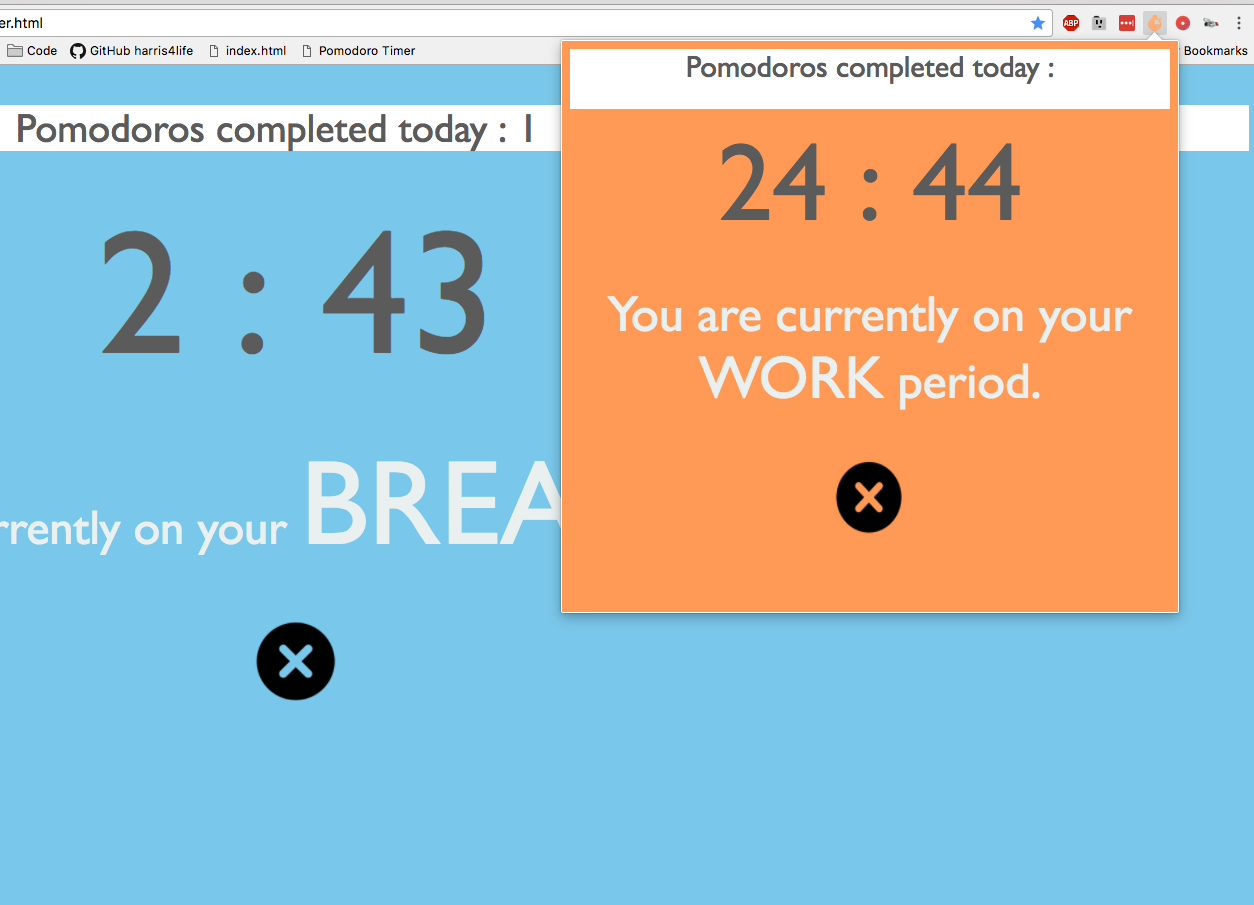 er.html
ABP
Code
GitHub harris4life
index.html
Pomodoro Timer
Bookmarks
Pomodoros completed today : 1
2 : 43
on your BREA
Pomodoros completed today :
24 : 44
You are currently on your
WORK period.